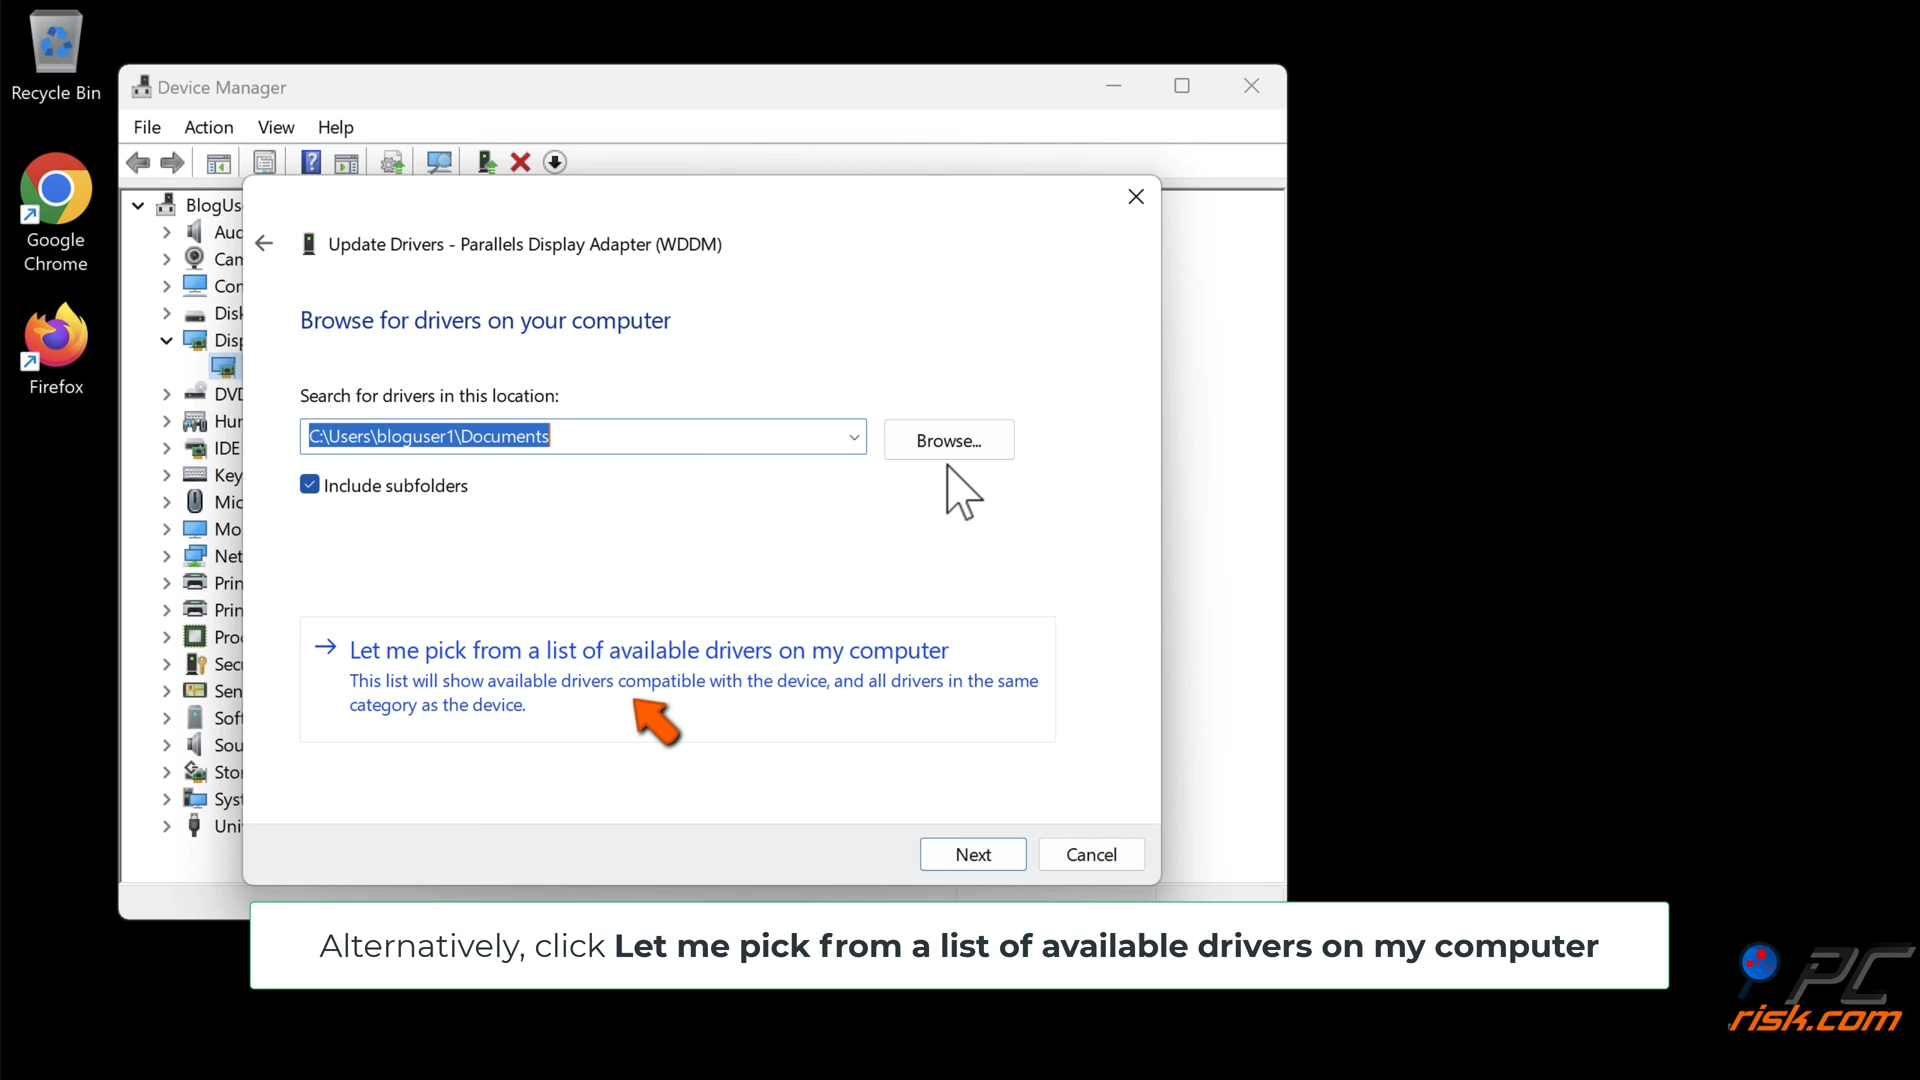 Recycle Bin
Google
Chrome
Firefox
Device Manager
File Action View Help
BlogUs
Aud
Cam
Con
Disk
Disp
DVD
Hum
IDE
Key
Mic
Mo
Net
Prin
Prin
Proc
Secu
Sen
Soft
Sou
Stor
Syst
Univ
Update Drivers - Parallels Display Adapter (WDDM)
Browse for drivers on your computer
Search for drivers in this location:
C:\Users\bloguser1\Documents
Browse...
Include subfolders
Let me pick from a list of available drivers on my computer
This list will show available drivers compatible with the device, and all drivers in the same
category as the device.
Next Cancel
Alternatively, click Let me pick from a list of available drivers on my computer
PC
risk.com